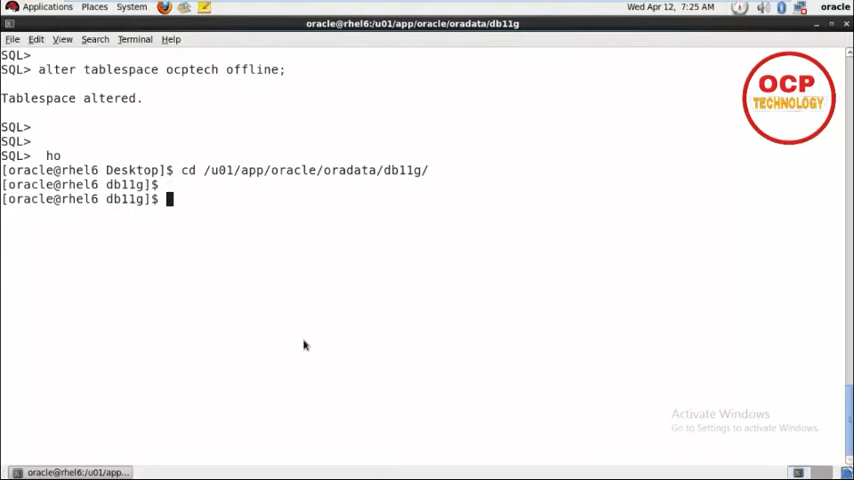 Applications Places System
Wed Apr 12, 7:25 AM
oracle
oracle@rhel6:/u01/app/oracle/oradata/db11g
File Edit View Search Terminal Help
SQL>
SQL> alter tablespace ocptech offline;
Tablespace altered.
SQL>
SQL>
SQL>  ho
[oracle@rhel6 Desktop]$ cd /u01/app/oracle/oradata/db11g/
[oracle@rhel6 db11g]$
[oracle@rhel6 db11g]$
OCP
TECHNOLOGY
Activate Windows
Go to Settings to activate Windows.
oracle@rhel6:/u01/app...